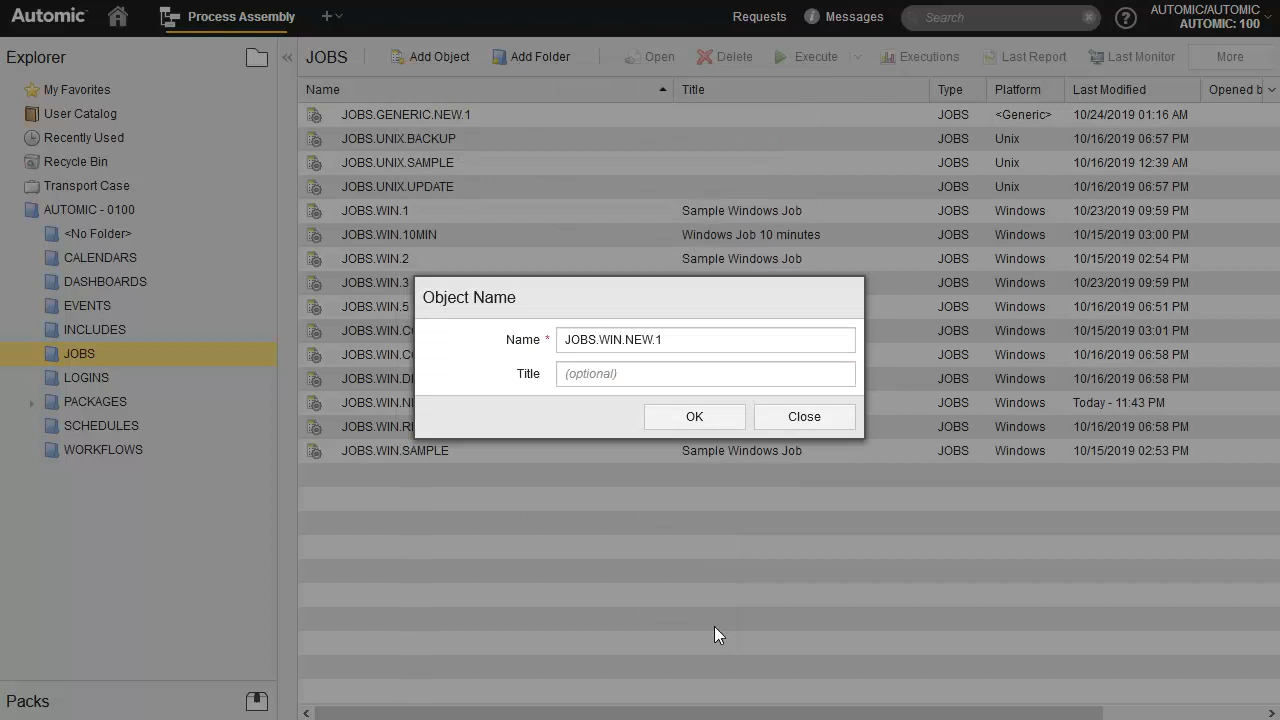 Automic
Process Assembly
Requests
Messages
Search
AUTOMIC/AUTOMIC
AUTOMIC: 100
Explorer
JOBS
Add Object
Add Folder
Open
Delete
Execute
Executions
Last Report
Last Monitor
More
My Favorites
User Catalog
Recently Used
Recycle Bin
Transport Case
AUTOMIC - 0100
<No Folder>
CALENDARS
DASHBOARDS
EVENTS
INCLUDES
JOBS
LOGINS
PACKAGES
SCHEDULES
WORKFLOWS
Packs
Name Title Type Platform Last Modified Opened b
JOBS.GENERIC.NEW.1 JOBS <Generic> 10/24/2019 01:16 AM
JOBS.UNIX.BACKUP JOBS Unix 10/16/2019 06:57 PM
JOBS.UNIX.SAMPLE JOBS Unix 10/16/2019 12:39 AM
JOBS.UNIX.UPDATE JOBS Unix 10/16/2019 06:57 PM
JOBS.WIN.1 Sample Windows Job JOBS Windows 10/23/2019 09:59 PM
JOBS.WIN.10MIN Windows Job 10 minutes JOBS Windows 10/15/2019 03:00 PM
JOBS.WIN.2 Sample Windows Job JOBS Windows 10/15/2019 02:54 PM
JOBS.WIN.3 JOBS Windows 10/23/2019 09:59 PM
JOBS.WIN.5 JOBS Windows 10/16/2019 06:51 PM
JOBS Windows 10/15/2019 03:01 PM
JOBS Windows 10/16/2019 06:58 PM
JOBS Windows 10/16/2019 06:58 PM
JOBS Windows Today - 11:43 PM
JOBS Windows 10/16/2019 06:58 PM
JOBS.WIN.SAMPLE Sample Windows Job JOBS Windows 10/15/2019 02:53 PM
Object Name
Name * JOBS.WIN.NEW.1
Title (optional)
OK
Close